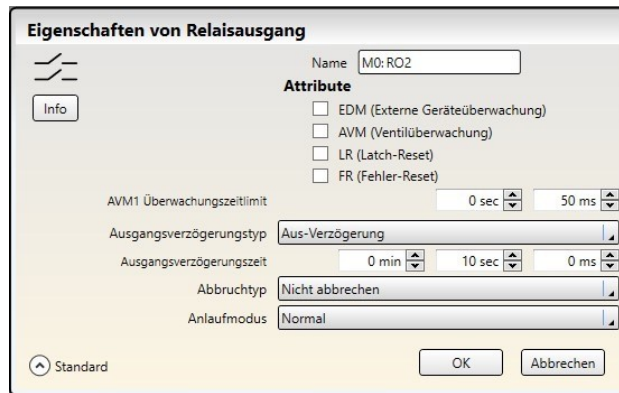 Eigenschaften von Relaisausgang
Name M0: RO2
Info
Attribute
EDM (Externe Geräteüberwachung)
AVM (Ventilüberwachung)
LR (Latch-Reset)
FR (Fehler-Reset)
AVM1 Überwachungszeitlimit 0 sec 50 ms
Ausgangsverzögerungstyp Aus-Verzögerung
Ausgangsverzögerungszeit 0 min 10 sec 0 ms
Abbruchtyp Nicht abbrechen
Anlaufmodus Normal
Standard OK Abbrechen